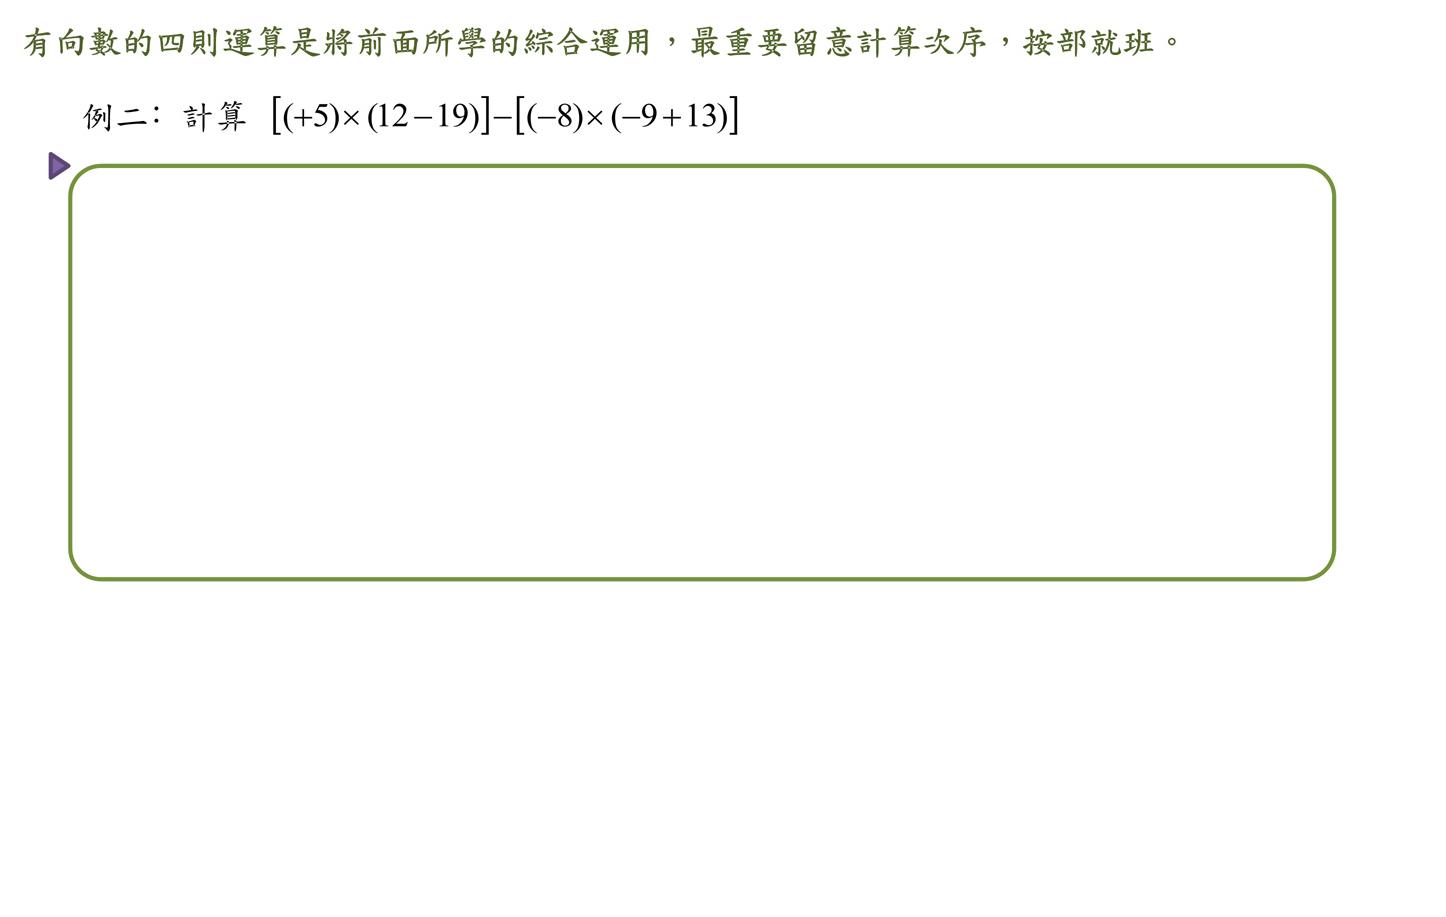 有向數的四則運算是將前面所學的綜合運用，最重要留意計算次序，按部就班。
例二：計算 [(+5)×(12−19)]−[(−8)×(−9+13)]